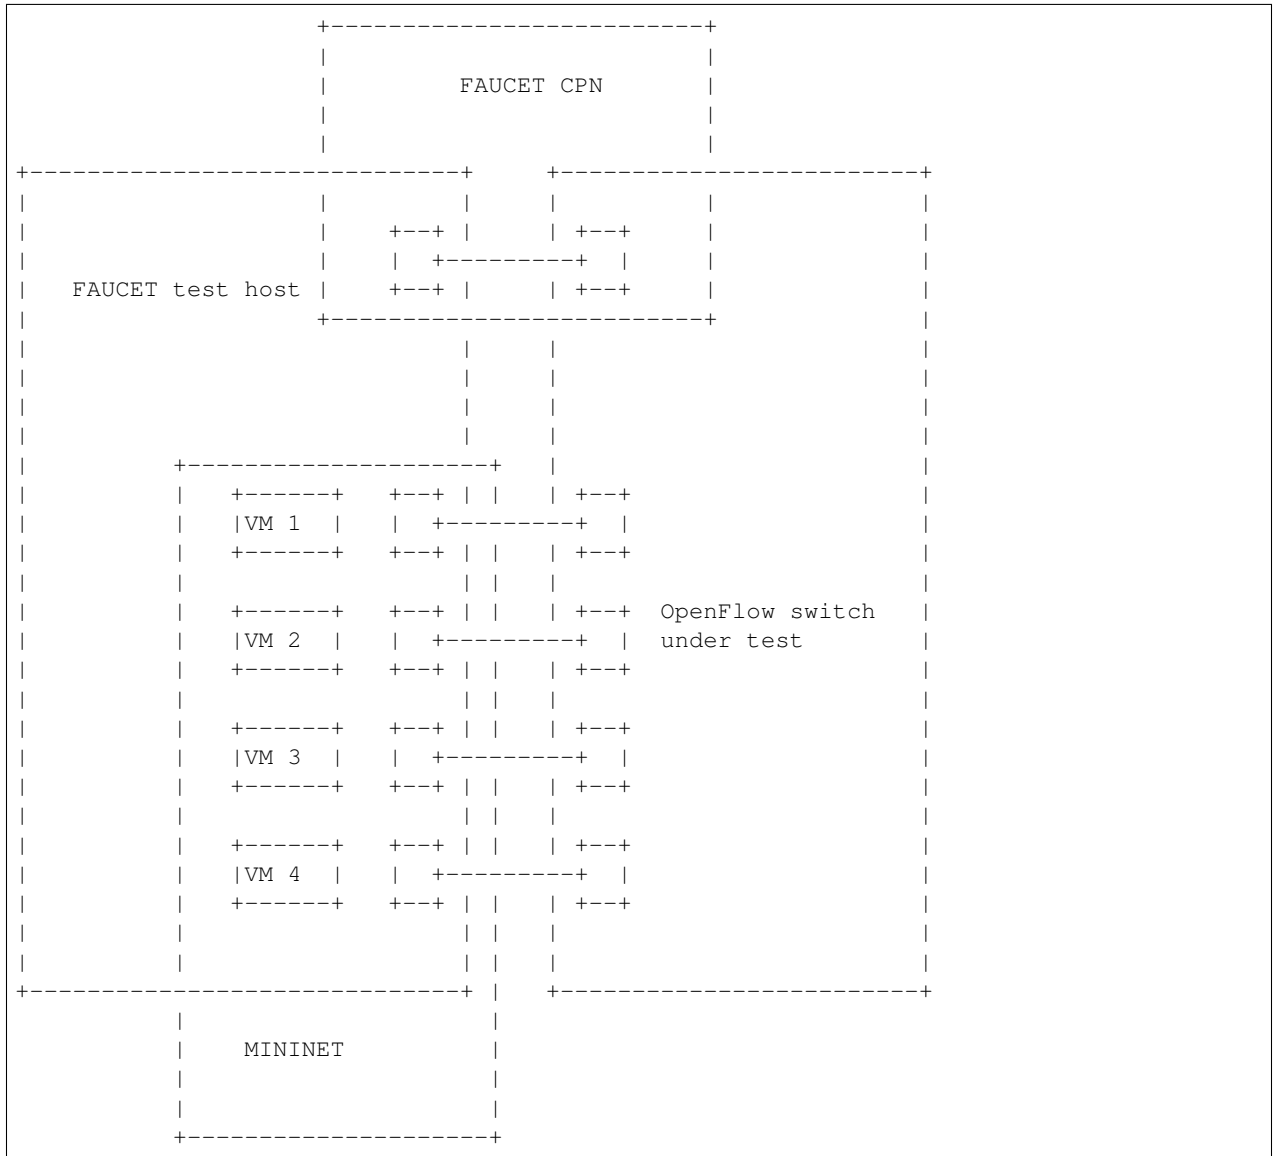 FAUCET CPN
FAUCET test host
VM 1
OpenFlow switch
VM 2
under test
VM 3
VM 4
MININET